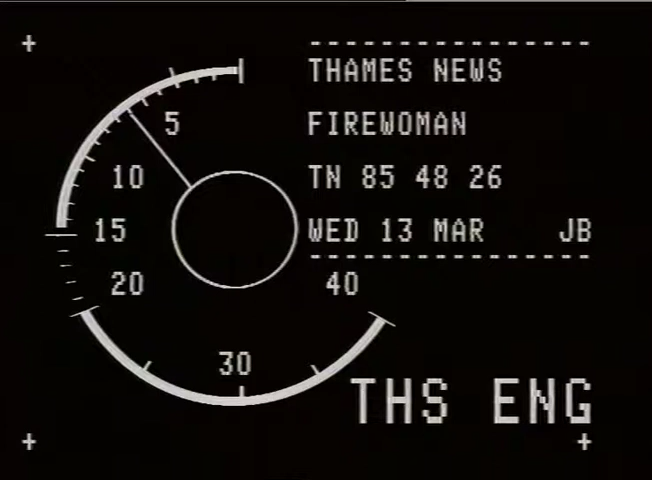 THAMES NEWS
FIREWOMAN
TN 85 48 26
WED 13 MAR JB
5
10
15
20
30
40
THS ENG